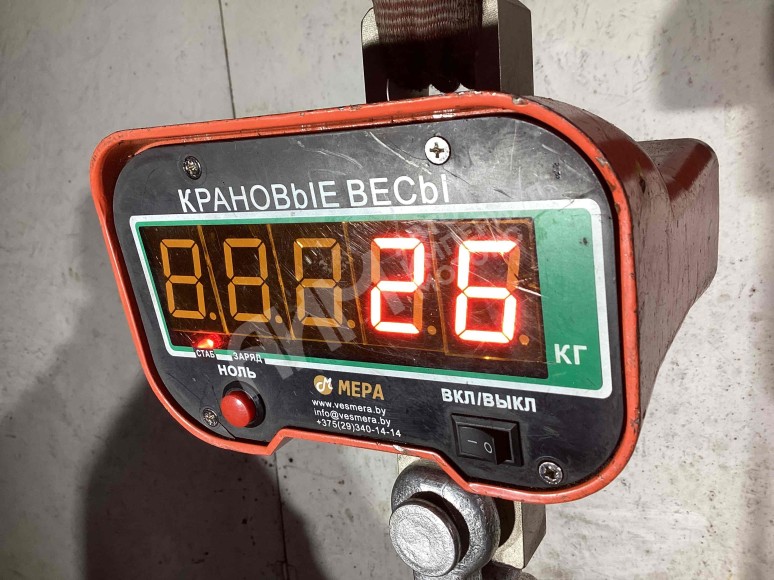 КРАНОВЫЕ ВЕСЫ
26
КГ
СТАБ ЗАРЯД
НОЛЬ
МЕРА
ВКЛ/ВЫКЛ
www.vesmera.by
info@vesmera.by
+375(29)340-14-14